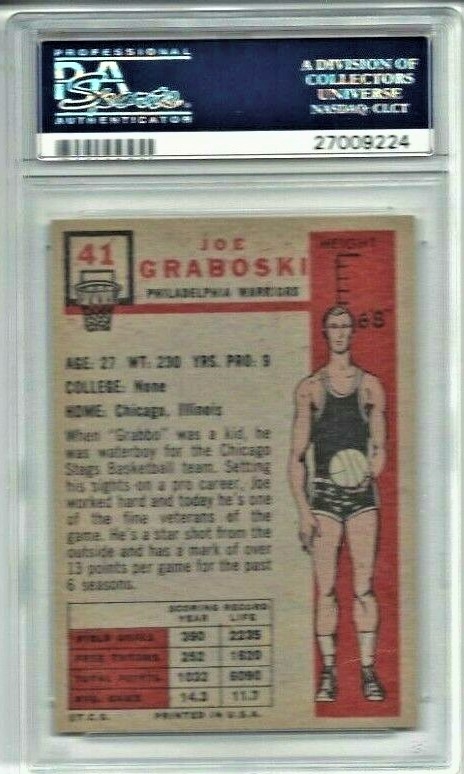 PROFESSIONAL
PSA
Sports
AUTHENTICATOR
A DIVISION OF
COLLECTORS
UNIVERSE
NASDAQ: CLCT
27009224
41
JOE
GRABOSKI
PHILADELPHIA WARRIORS
HEIGHT
6'8"
AGE: 27 WT: 230 YRS. PRO: 9
COLLEGE: None
HOME: Chicago, Illinois
When "Grabbo" was a kid, he
was waterboy for the Chicago
Stags Basketball team. Setting
his sights on a pro career, Joe
worked hard and today he's one
of the fine veterans of the
game. He's a star shot from the
outside and has a mark of over
13 points per game for the past
6 seasons.
SCORING RECORD
YEAR LIFE
FIELD GOALS 390 2235
FREE THROWS 252 1620
TOTAL POINTS 1032 6090
AVG. GAME 14.3 11.7
©T.C.G. PRINTED IN U.S.A.